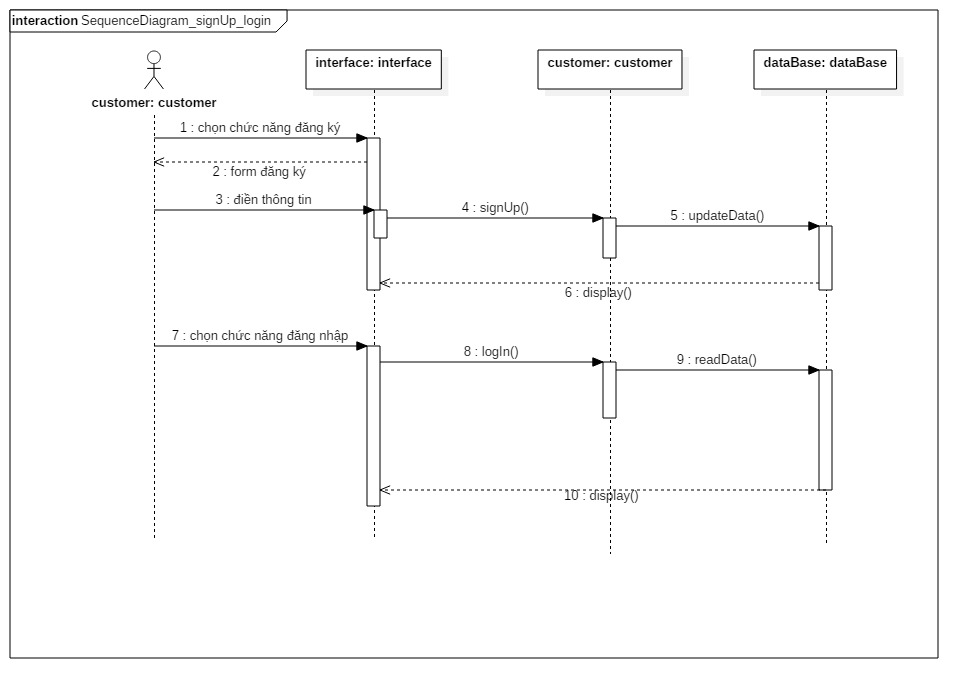 interaction SequenceDiagram_signUp_login
interface: interface
customer: customer
dataBase: dataBase
customer: customer
1 : chọn chức năng đăng ký
2 : form đăng ký
3 : điền thông tin
4 : signUp()
5 : updateData()
6 : display()
7 : chọn chức năng đăng nhập
8 : logIn()
9 : readData()
10 : display()